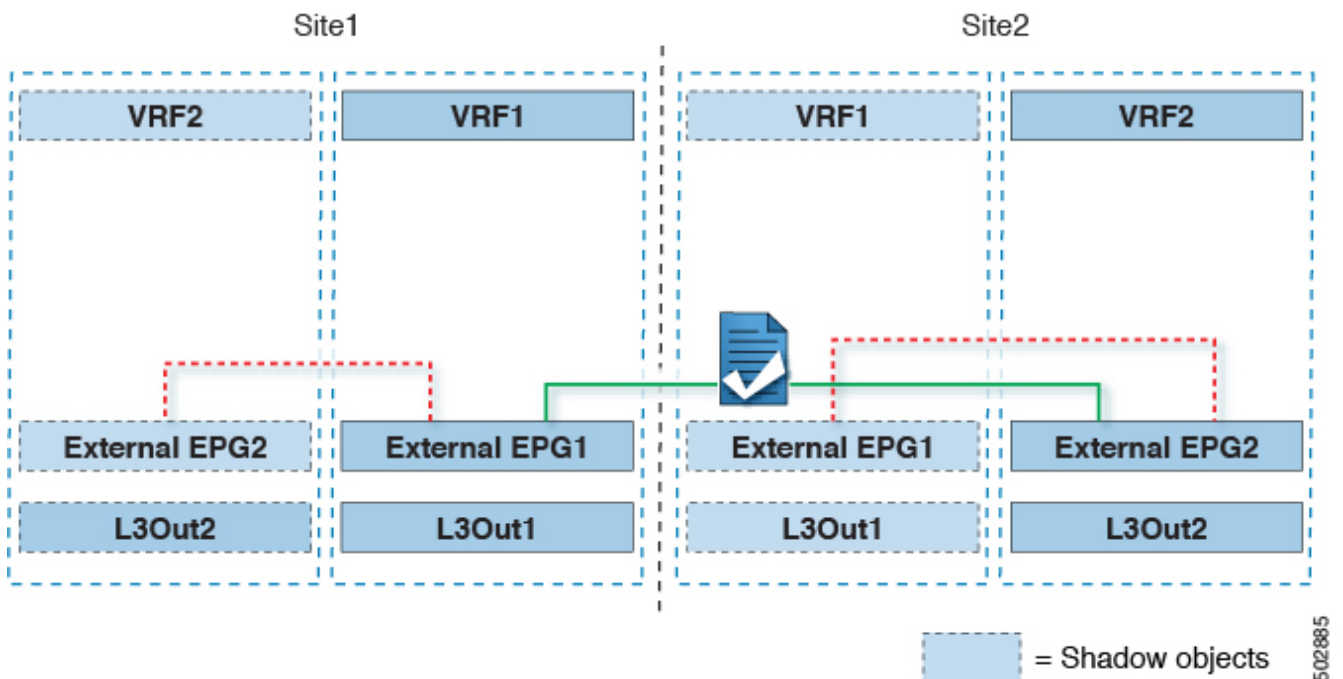 Site1
Site2
VRF2
VRF1
VRF1
VRF2
External EPG2
External EPG1
External EPG1
External EPG2
L3Out2
L3Out1
L3Out1
L3Out2
= Shadow objects
502885